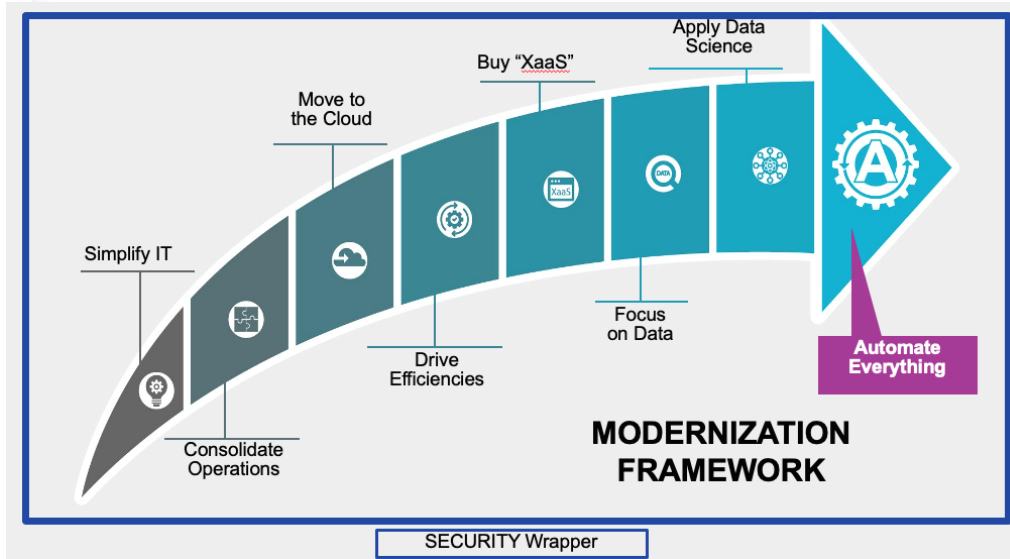 Apply Data
Science
Buy “XaaS”
Move to
the Cloud
Simplify IT
XaaS
DATA
A
Focus
on Data
Drive
Efficiencies
Consolidate
Operations
Automate
Everything
MODERNIZATION
FRAMEWORK
SECURITY Wrapper